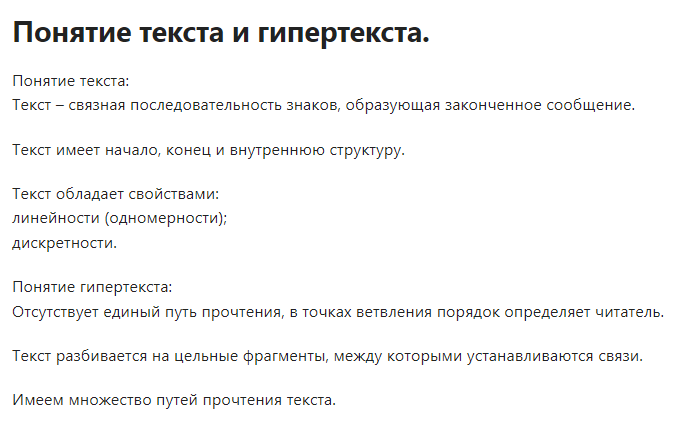 Понятие текста и гипертекста.
Понятие текста:
Текст – связная последовательность знаков, образующая законченное сообщение.
Текст имеет начало, конец и внутреннюю структуру.
Текст обладает свойствами:
линейности (одномерности);
дискретности.
Понятие гипертекста:
Отсутствует единый путь прочтения, в точках ветвления порядок определяет читатель.
Текст разбивается на цельные фрагменты, между которыми устанавливаются связи.
Имеем множество путей прочтения текста.